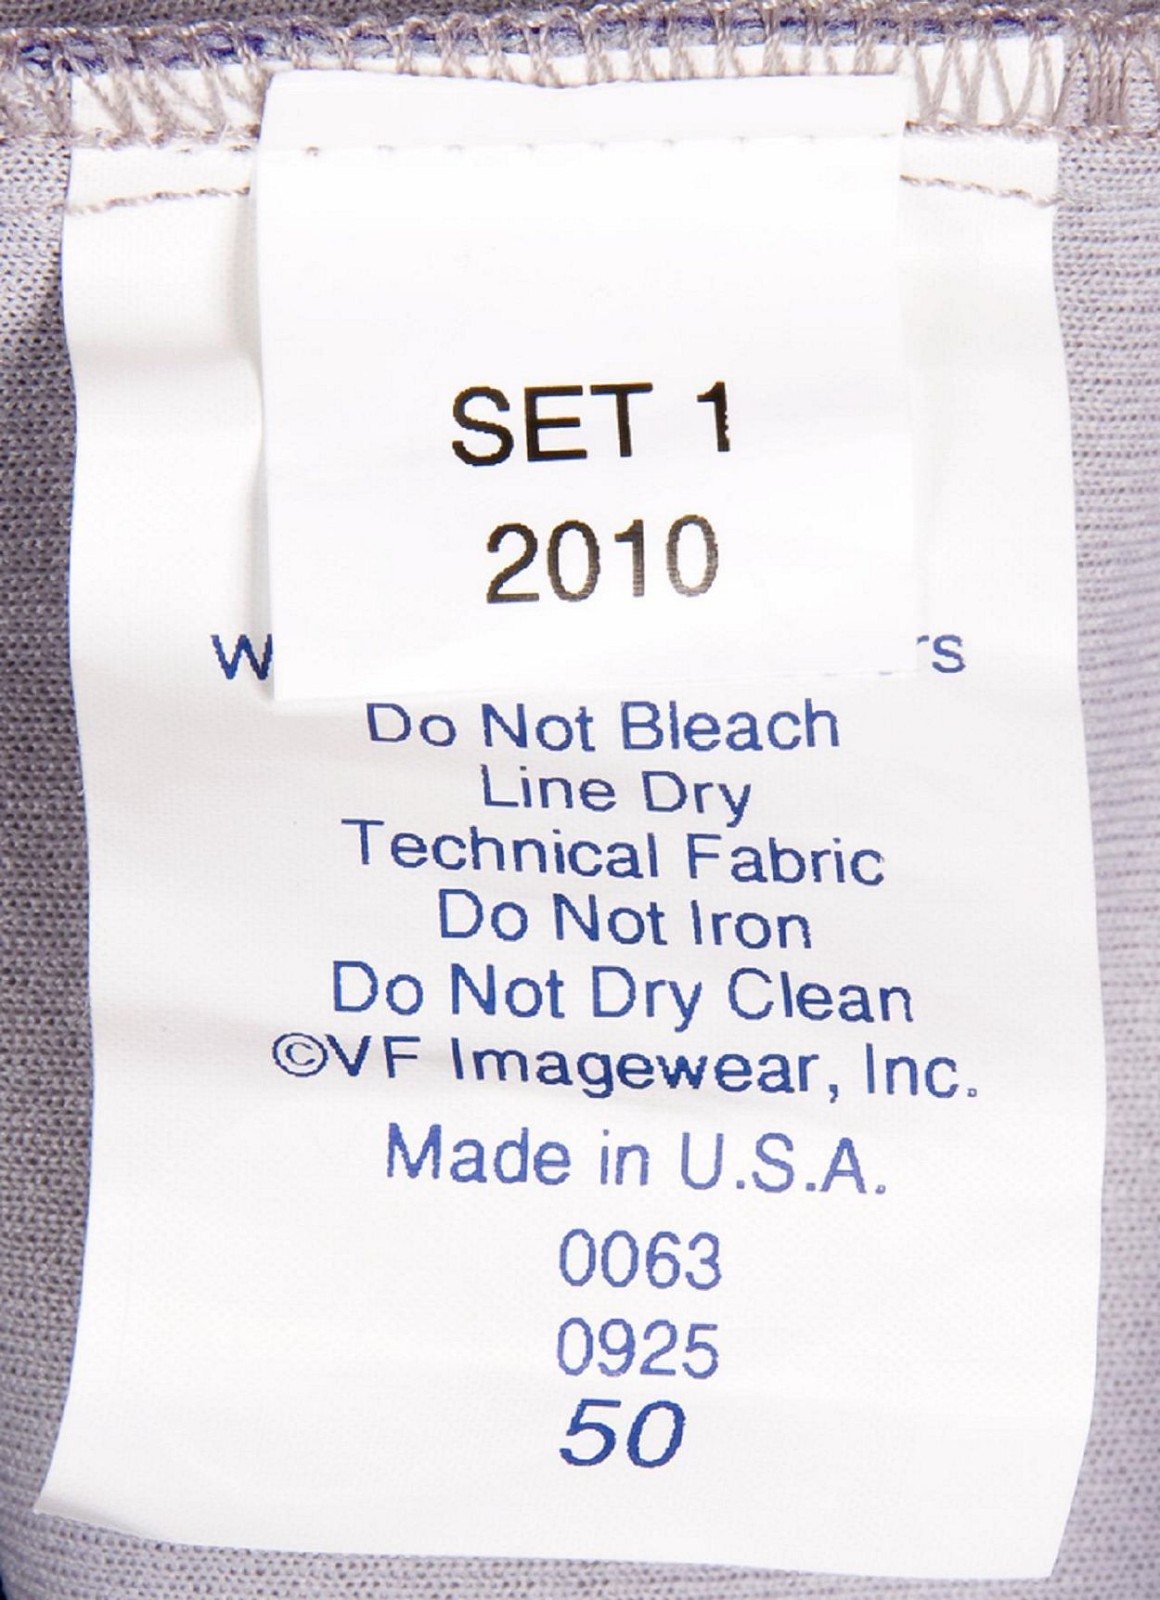 SET 1
2010
Do Not Bleach
Line Dry
Technical Fabric
Do Not Iron
Do Not Dry Clean
©VF Imagewear, Inc.
Made in U.S.A.
0063
0925
50